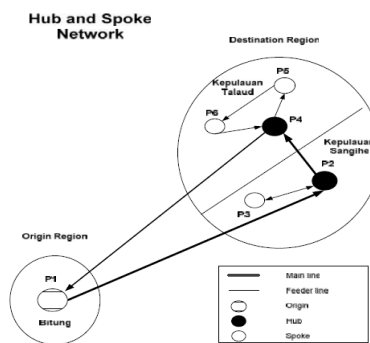 Hub and Spoke
Network
Destination Region
P5
Kepulauan
Talaud
P6
P4
Kepulauan
Sangihe
P2
P3
Origin Region
P1
Bitung
Main line
Feeder line
Origin
Hub
Spoke